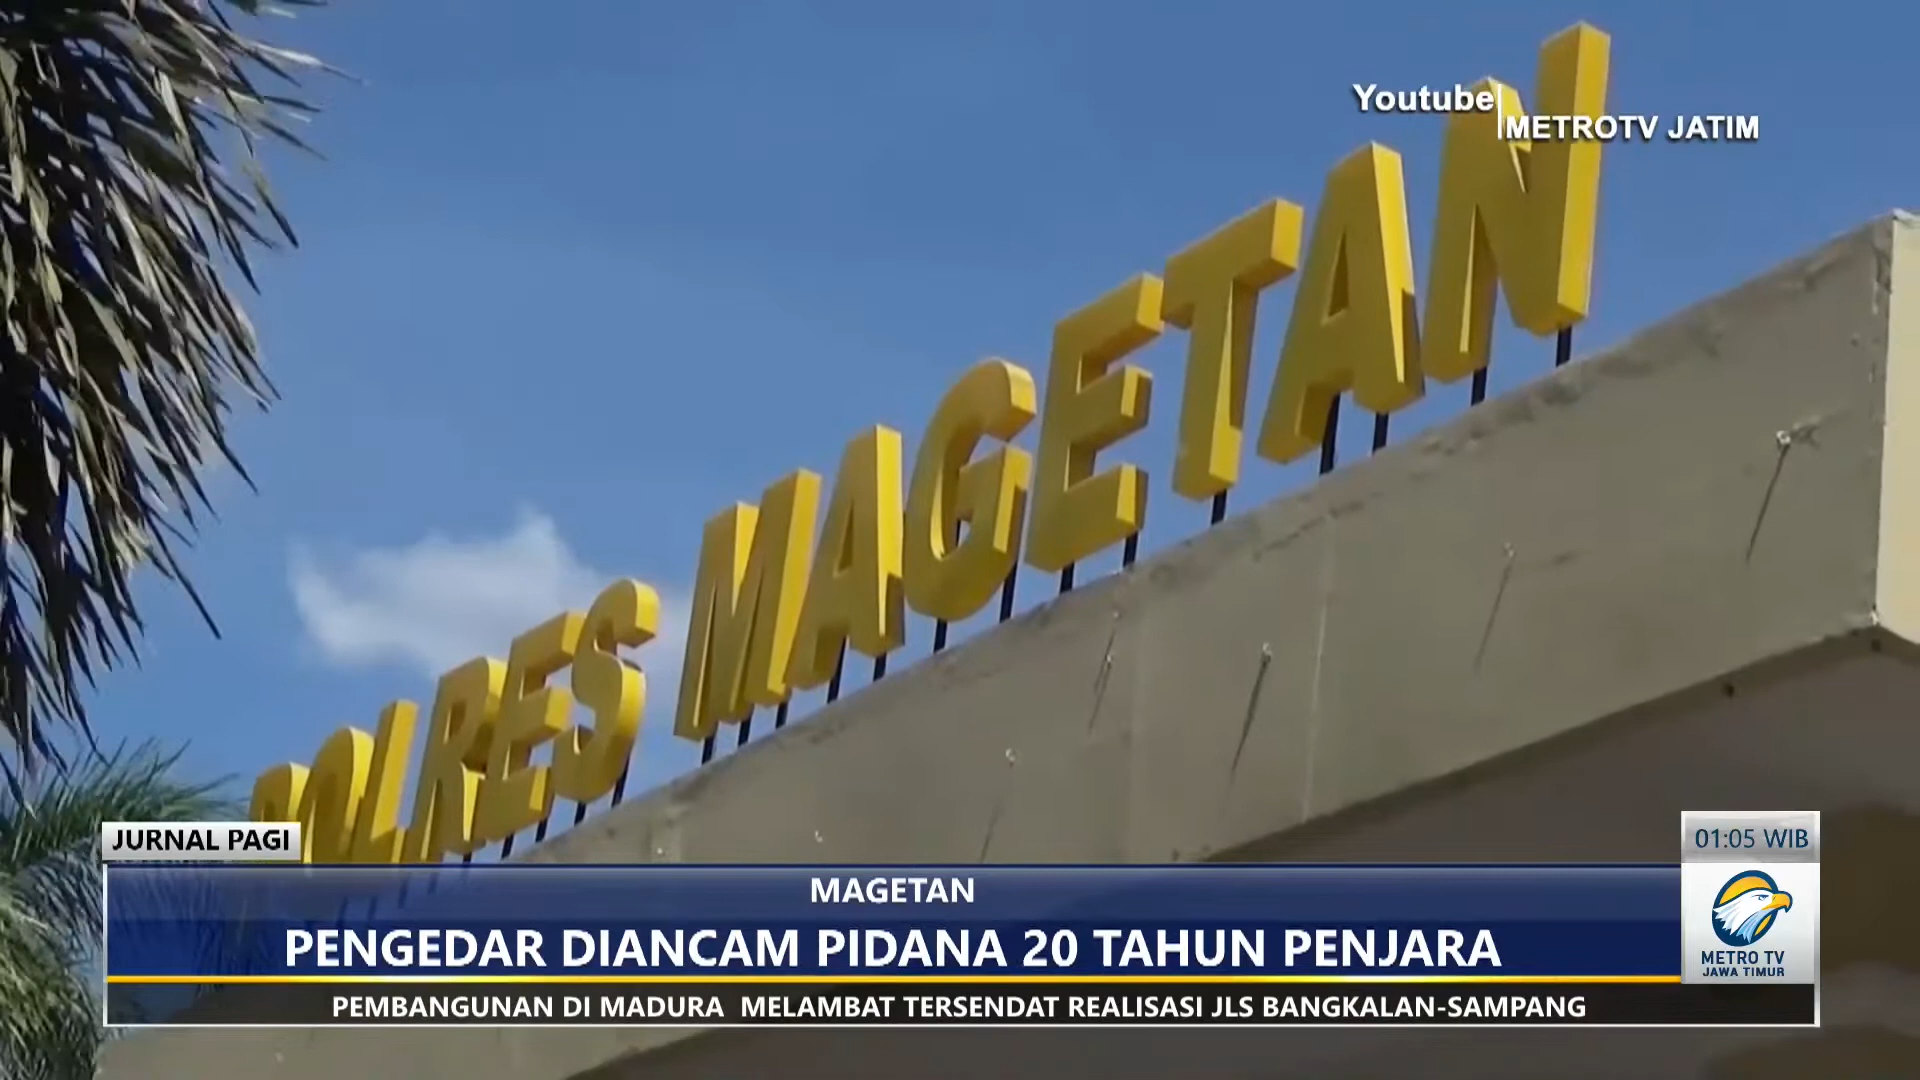 Youtube
METROTV JATIM
POLRES MAGETAN
JURNAL PAGI
01:05 WIB
MAGETAN
PENGEDAR DIANCAM PIDANA 20 TAHUN PENJARA
METRO TV
JAWA TIMUR
PEMBANGUNAN DI MADURA MELAMBAT TERSENDAT REALISASI JLS BANGKALAN-SAMPANG